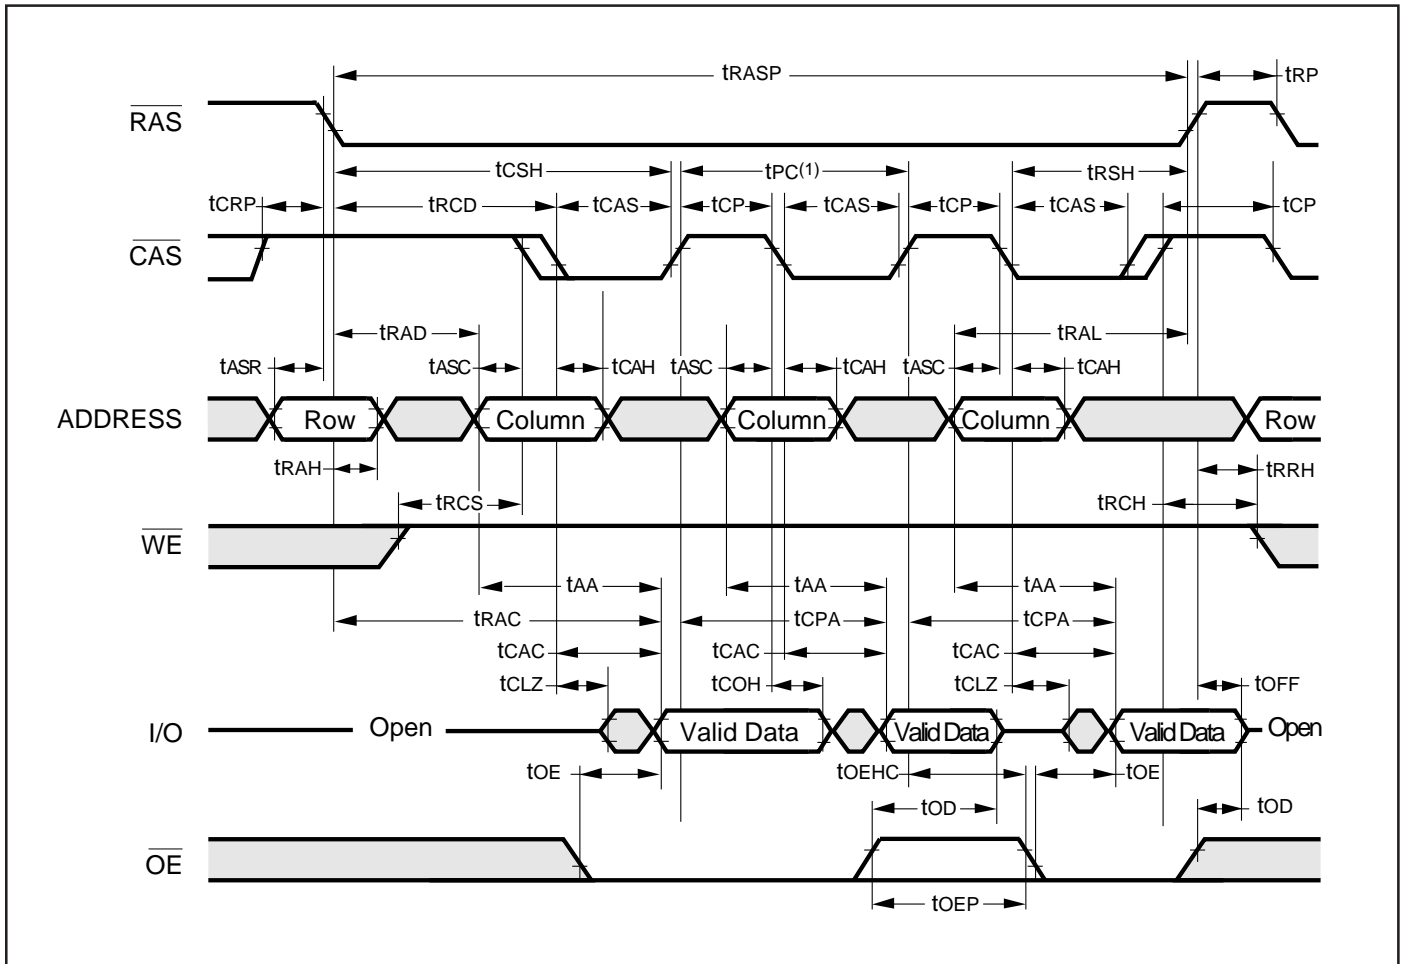 tRASP tRP
RAS
tCSH tPC(1) tRSH
tCRP tRCD tCAS tCP tCAS tCP tCAS tCP
CAS
tRAD tRAL
tASR tASC tCAH tASC tCAH tASC tCAH
ADDRESS Row Column Column Column Row
tRAH tRRH
tRCS tRCH
WE
tAA tAA tAA
tRAC tCPA tCPA
tCAC tCAC tCAC
tCLZ tCOH tCLZ tOFF
I/O Open Valid Data Valid Data Valid Data Open
tOE tOEHC tOE
tOD tOD
OE
tOEP